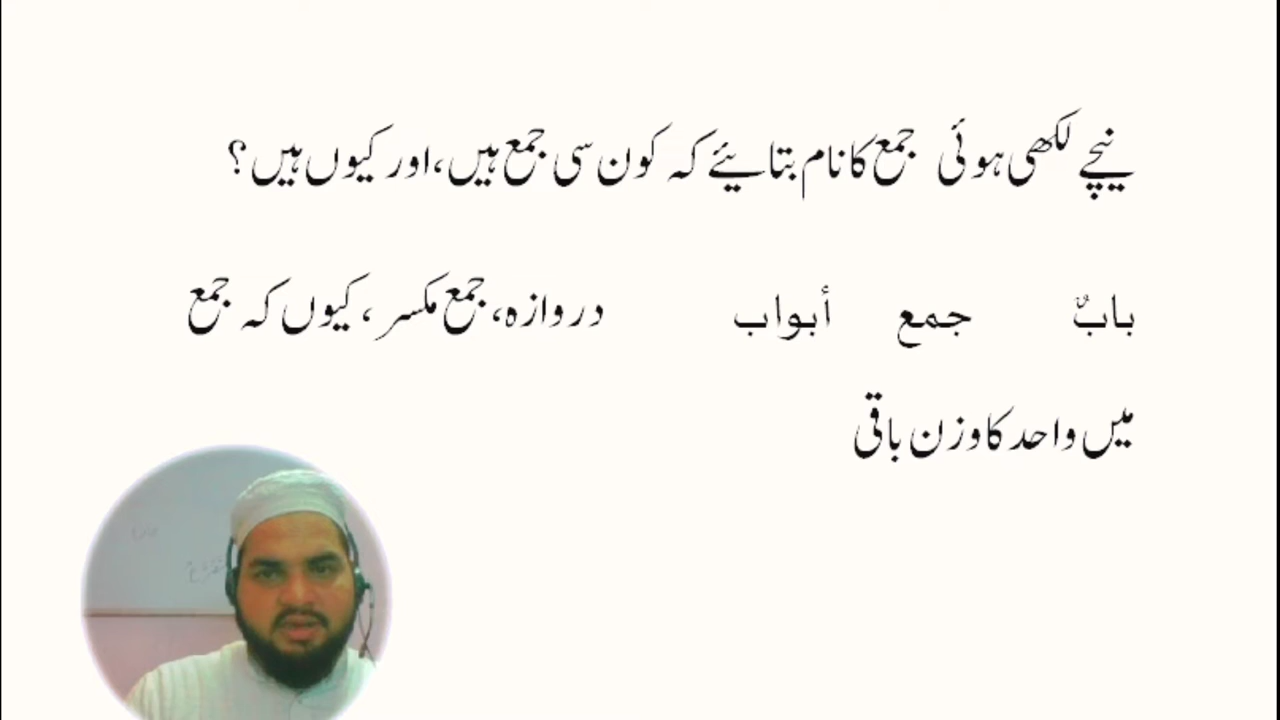 نیچے لکھی ہوئی جمع کا نام بتایئے کہ کون سی جمع ہیں، اور کیوں ہیں؟
بابٌ جمع أبواب دروازہ، جمع مکسر، کیوں کہ جمع
میں واحد کا وزن باقی